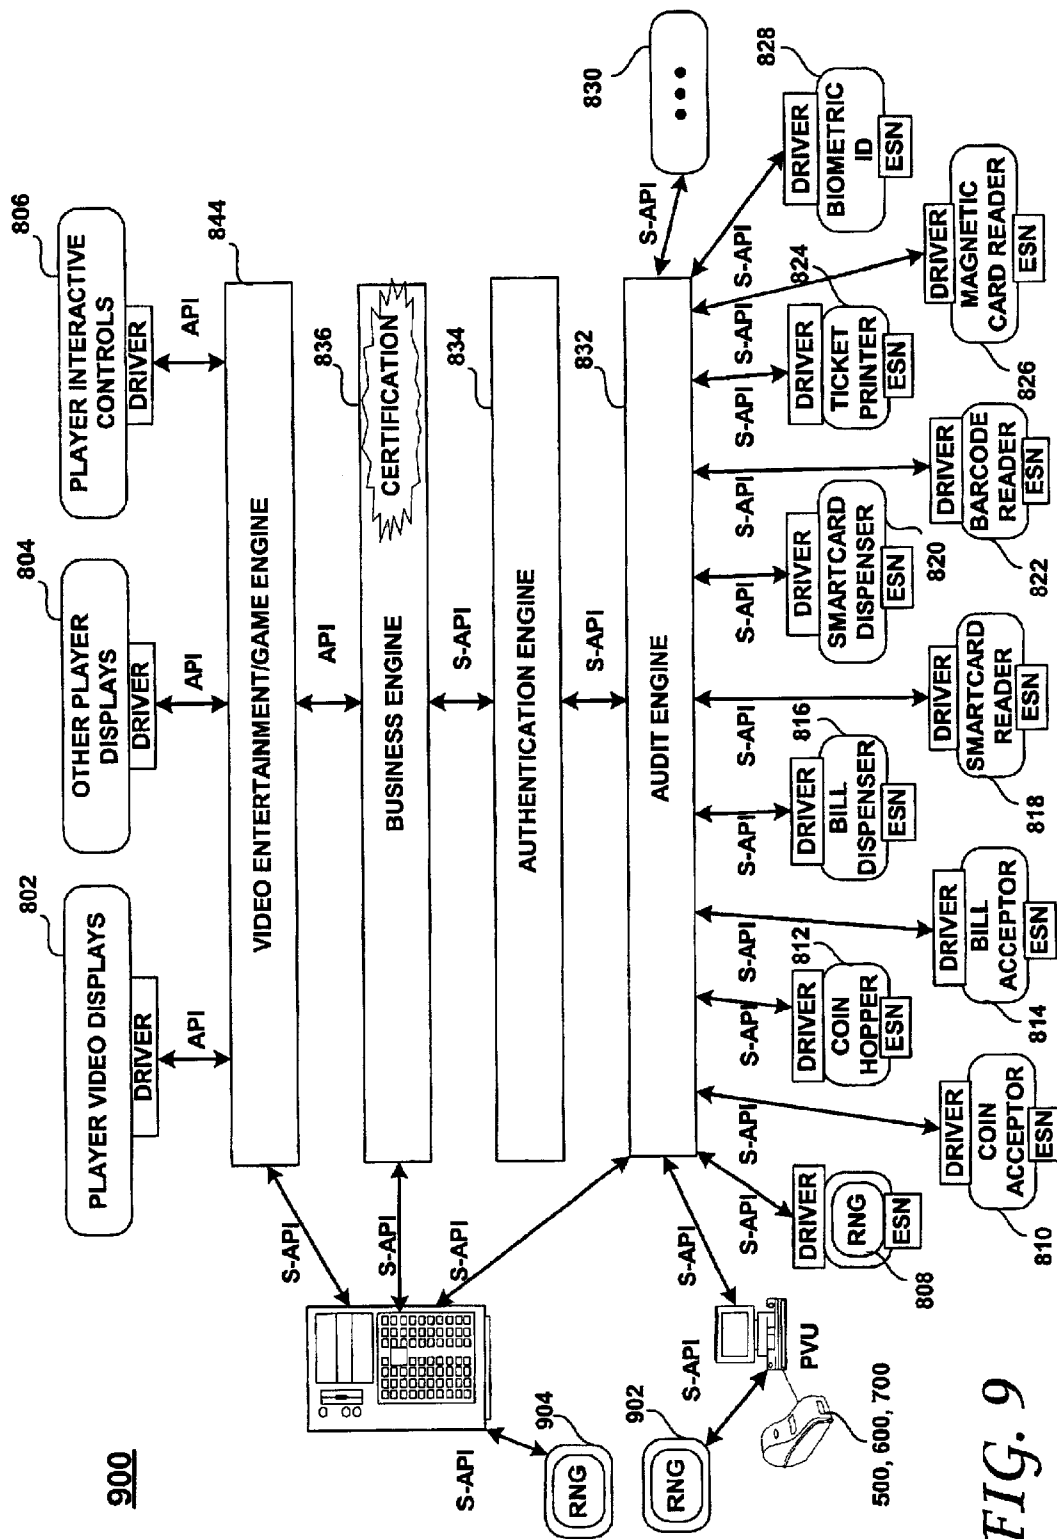 900
802
PLAYER VIDEO DISPLAYS
DRIVER
API
804
OTHER PLAYER
DISPLAYS
DRIVER
API
806
PLAYER INTERACTIVE
CONTROLS
DRIVER
API
844
VIDEO ENTERTAINMENT/GAME ENGINE
API
836
BUSINESS ENGINE
CERTIFICATION
S-API
834
AUTHENTICATION ENGINE
S-API
832
AUDIT ENGINE
S-API
S-API
S-API
S-API
904
RNG
902
RNG
S-API
S-API
PVU
500, 600, 700
S-API
DRIVER
RNG
ESN
808
S-API
DRIVER
COIN
ACCEPTOR
ESN
810
S-API
812
DRIVER
COIN
HOPPER
ESN
S-API
DRIVER
BILL
ACCEPTOR
ESN
814
S-API
816
DRIVER
BILL
DISPENSER
ESN
S-API
DRIVER
SMARTCARD
READER
ESN
818
S-API
DRIVER
SMARTCARD
DISPENSER
ESN
820
S-API
DRIVER
BARCODE
READER
ESN
822
S-API
824
DRIVER
TICKET
PRINTER
ESN
S-API
DRIVER
MAGNETIC
CARD READER
ESN
826
S-API
828
DRIVER
BIOMETRIC
ID
ESN
S-API
830
FIG. 9